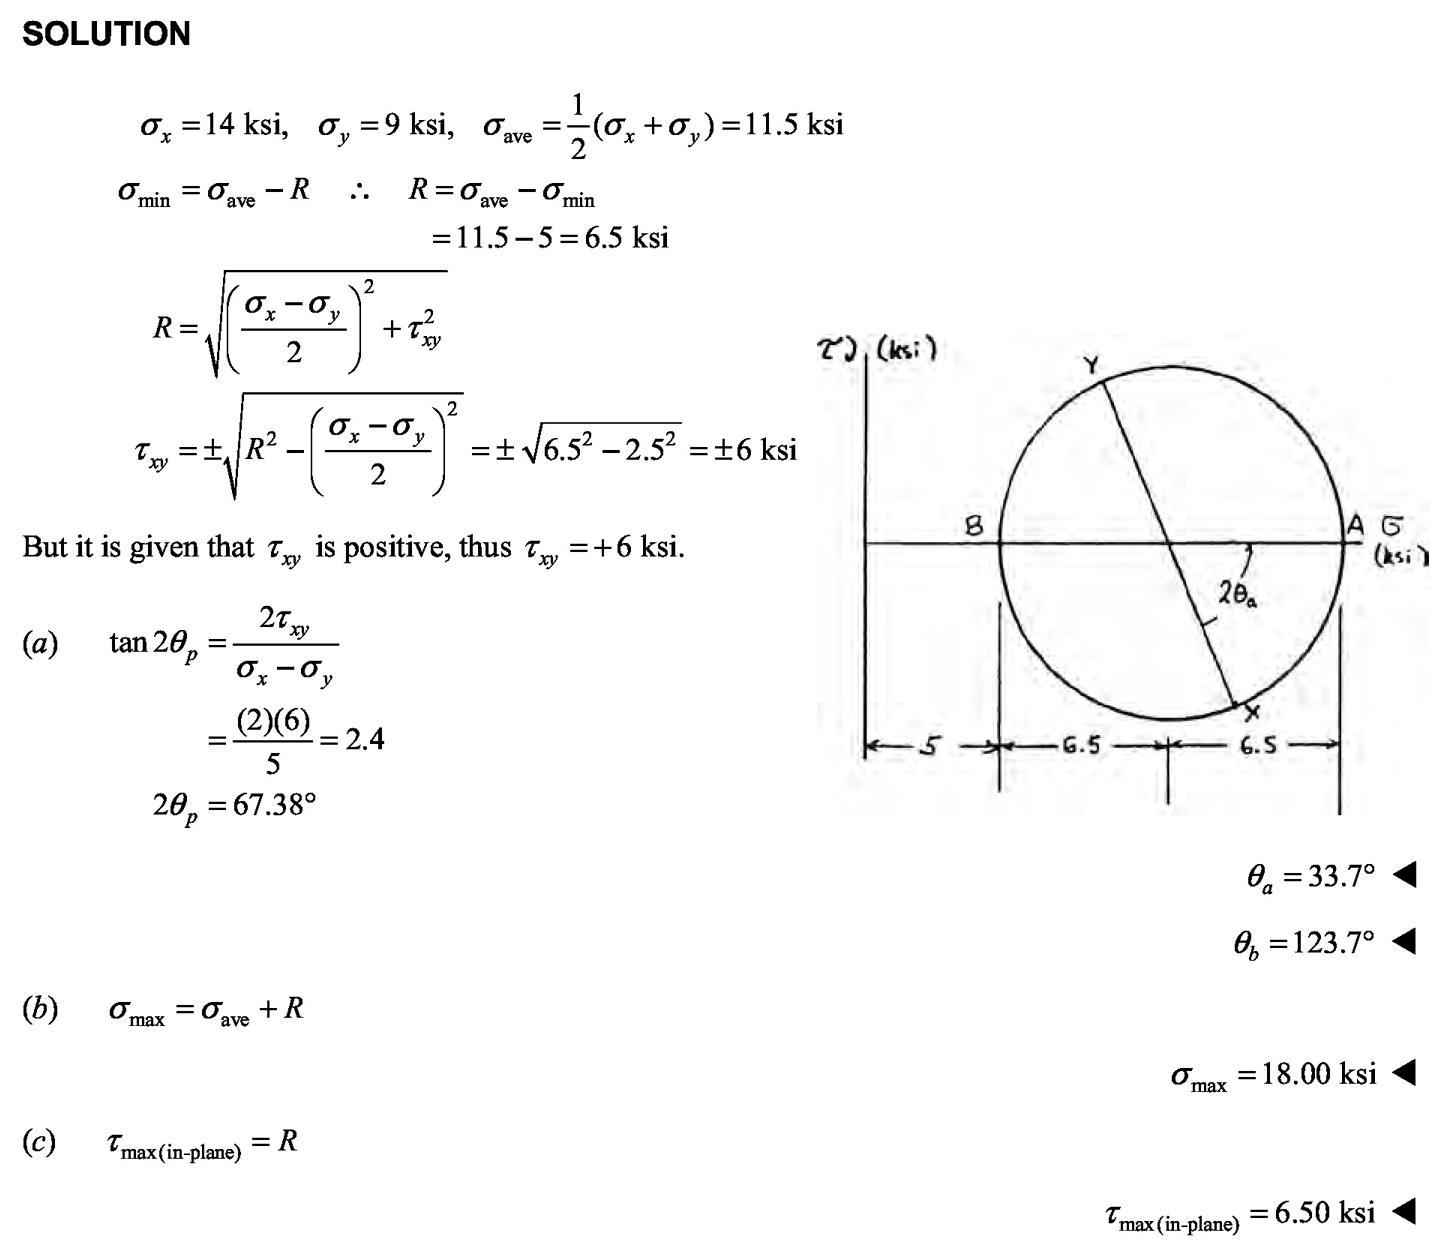 SOLUTION
σx = 14 ksi, σy = 9 ksi, σave = 1/2 (σx + σy) = 11.5 ksi
σmin = σave − R ∴ R = σave − σmin
= 11.5 − 5 = 6.5 ksi
R = √(((σx − σy)/2)² + τxy²)
τxy = ±√(R² − ((σx − σy)/2)²) = ±√(6.5² − 2.5²) = ±6 ksi
But it is given that τxy is positive, thus τxy = +6 ksi.
(a) tan 2θp = 2τxy/(σx − σy)
= (2)(6)/5 = 2.4
2θp = 67.38°
τ) (ksi)
Y
B
A σ
(ksi)
2θa
X
5 6.5 6.5
θa = 33.7° ◀
θb = 123.7° ◀
(b) σmax = σave + R
σmax = 18.00 ksi ◀
(c) τmax (in-plane) = R
τmax (in-plane) = 6.50 ksi ◀